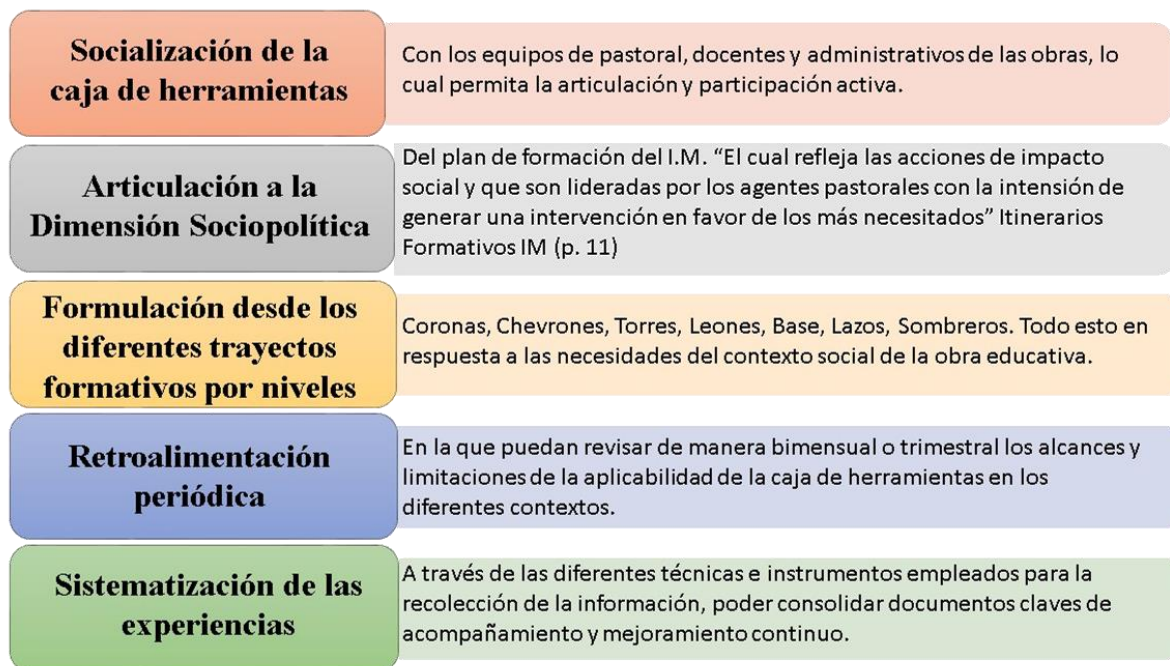 Socialización de la
caja de herramientas
Con los equipos de pastoral, docentes y administrativos de las obras, lo
cual permita la articulación y participación activa.
Articulación a la
Dimensión Sociopolítica
Del plan de formación del I.M. “El cual refleja las acciones de impacto
social y que son lideradas por los agentes pastorales con la intensión de
generar una intervención en favor de los más necesitados” Itinerarios
Formativos IM (p. 11)
Formulación desde los
diferentes trayectos
formativos por niveles
Coronas, Chevrones, Torres, Leones, Base, Lazos, Sombreros. Todo esto en
respuesta a las necesidades del contexto social de la obra educativa.
Retroalimentación
periódica
En la que puedan revisar de manera bimensual o trimestral los alcances y
limitaciones de la aplicabilidad de la caja de herramientas en los
diferentes contextos.
Sistematización de las
experiencias
A través de las diferentes técnicas e instrumentos empleados para la
recolección de la información, poder consolidar documentos claves de
acompañamiento y mejoramiento continuo.